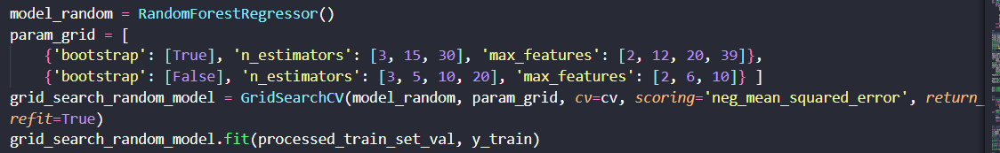 model_random = RandomForestRegressor()
param_grid = [
    {'bootstrap': [True], 'n_estimators': [3, 15, 30], 'max_features': [2, 12, 20, 39]},
    {'bootstrap': [False], 'n_estimators': [3, 5, 10, 20], 'max_features': [2, 6, 10]} ]
grid_search_random_model = GridSearchCV(model_random, param_grid, cv=cv, scoring='neg_mean_squared_error', return_
refit=True)
grid_search_random_model.fit(processed_train_set_val, y_train)